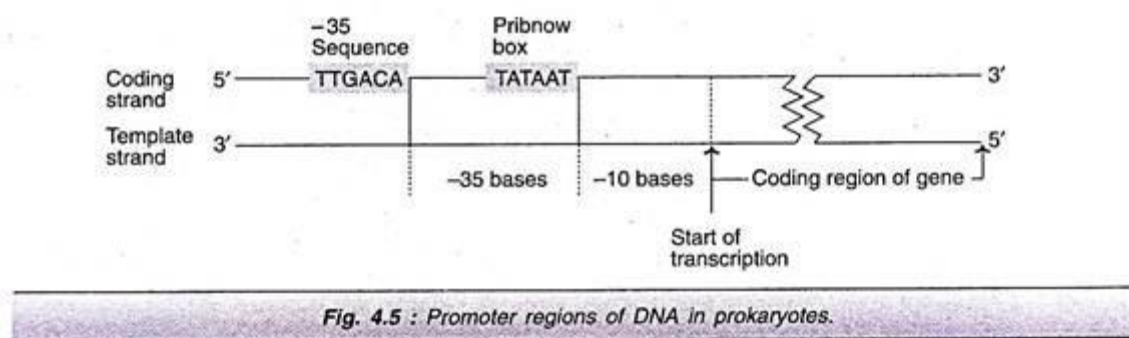 –35
Sequence
Pribnow
box
Coding
strand
5′
TTGACA
TATAAT
3′
Template
strand
3′
5′
–35 bases
–10 bases
Coding region of gene
Start of
transcription
Fig. 4.5 : Promoter regions of DNA in prokaryotes.